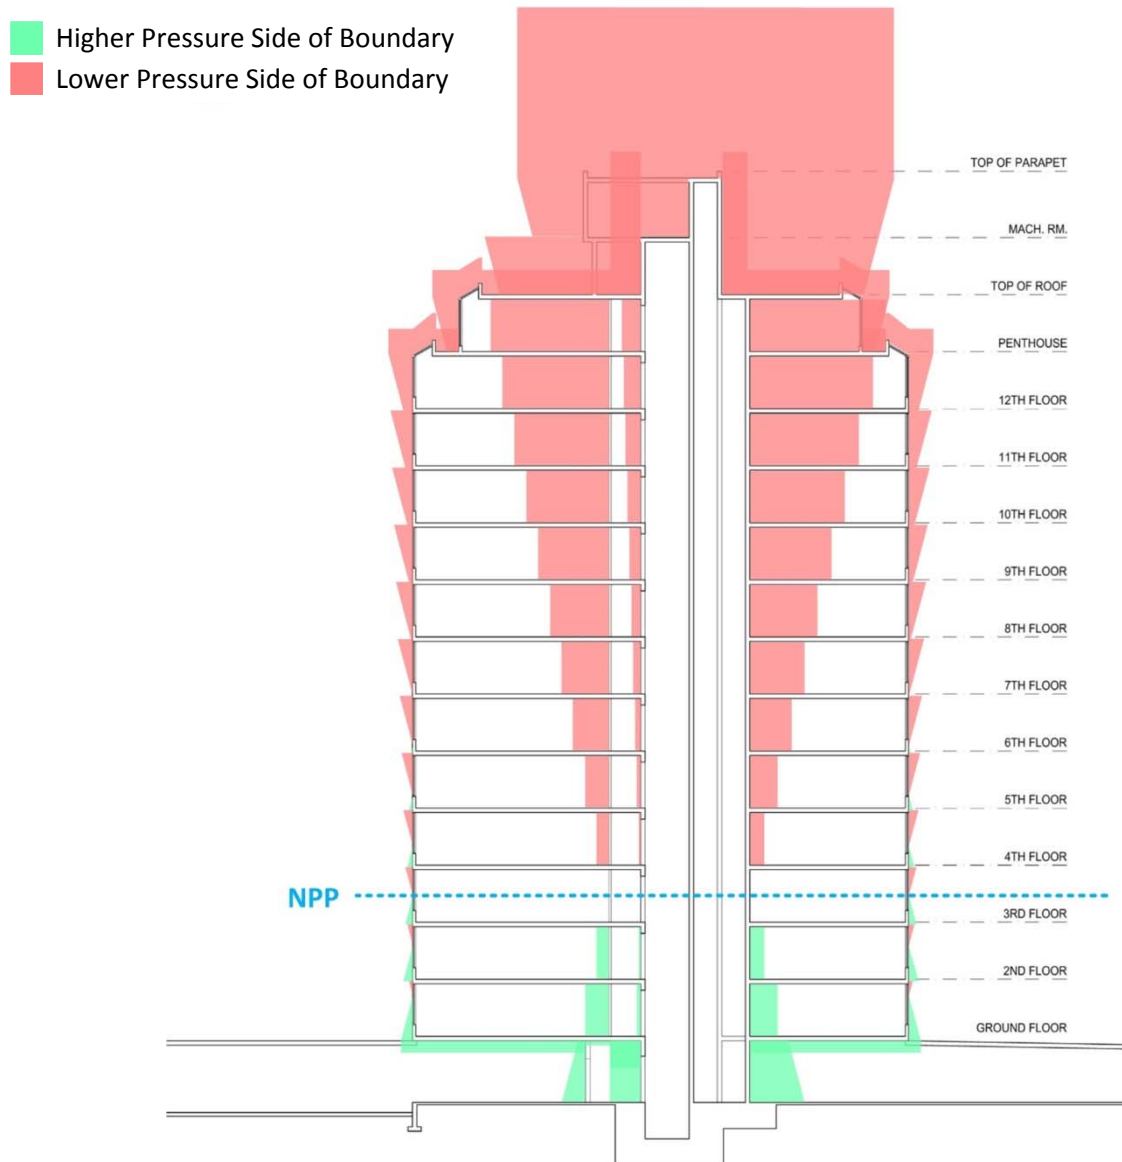 Higher Pressure Side of Boundary
Lower Pressure Side of Boundary
TOP OF PARAPET
MACH. RM.
TOP OF ROOF
PENTHOUSE
12TH FLOOR
11TH FLOOR
10TH FLOOR
9TH FLOOR
8TH FLOOR
7TH FLOOR
6TH FLOOR
5TH FLOOR
4TH FLOOR
NPP
3RD FLOOR
2ND FLOOR
GROUND FLOOR